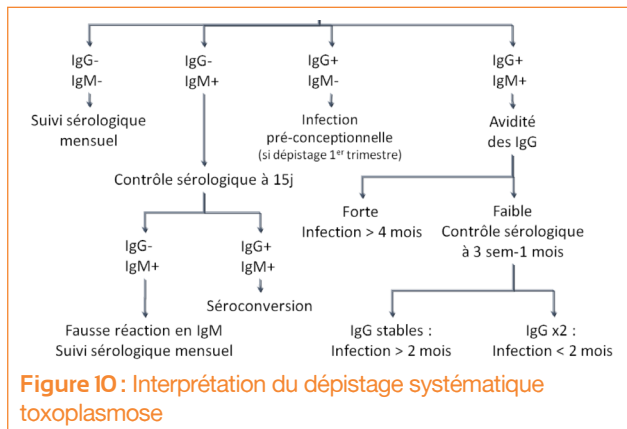 IgG-
IgM-
Suivi sérologique
mensuel
IgG-
IgM+
Contrôle sérologique à 15j
IgG-
IgM+
Fausse réaction en IgM
Suivi sérologique mensuel
IgG+
IgM+
Séroconversion
IgG+
IgM-
Infection
pré-conceptionnelle
(si dépistage 1er trimestre)
IgG+
IgM+
Avidité
des IgG
Forte
Infection > 4 mois
Faible
Contrôle sérologique
à 3 sem-1 mois
IgG stables :
Infection > 2 mois
IgG x2 :
Infection < 2 mois
Figure 10 : Interprétation du dépistage systématique
toxoplasmose